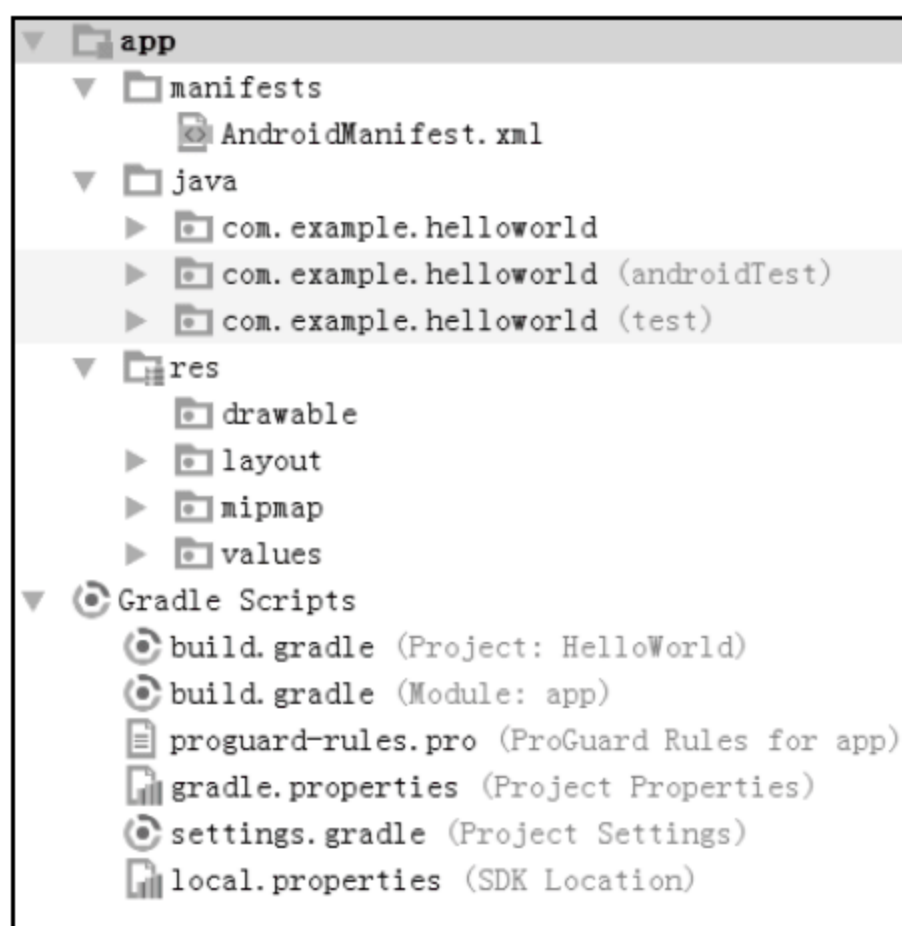 app
manifests
AndroidManifest.xml
java
com.example.helloworld
com.example.helloworld (androidTest)
com.example.helloworld (test)
res
drawable
layout
mipmap
values
Gradle Scripts
build.gradle (Project: HelloWorld)
build.gradle (Module: app)
proguard-rules.pro (ProGuard Rules for app)
gradle.properties (Project Properties)
settings.gradle (Project Settings)
local.properties (SDK Location)